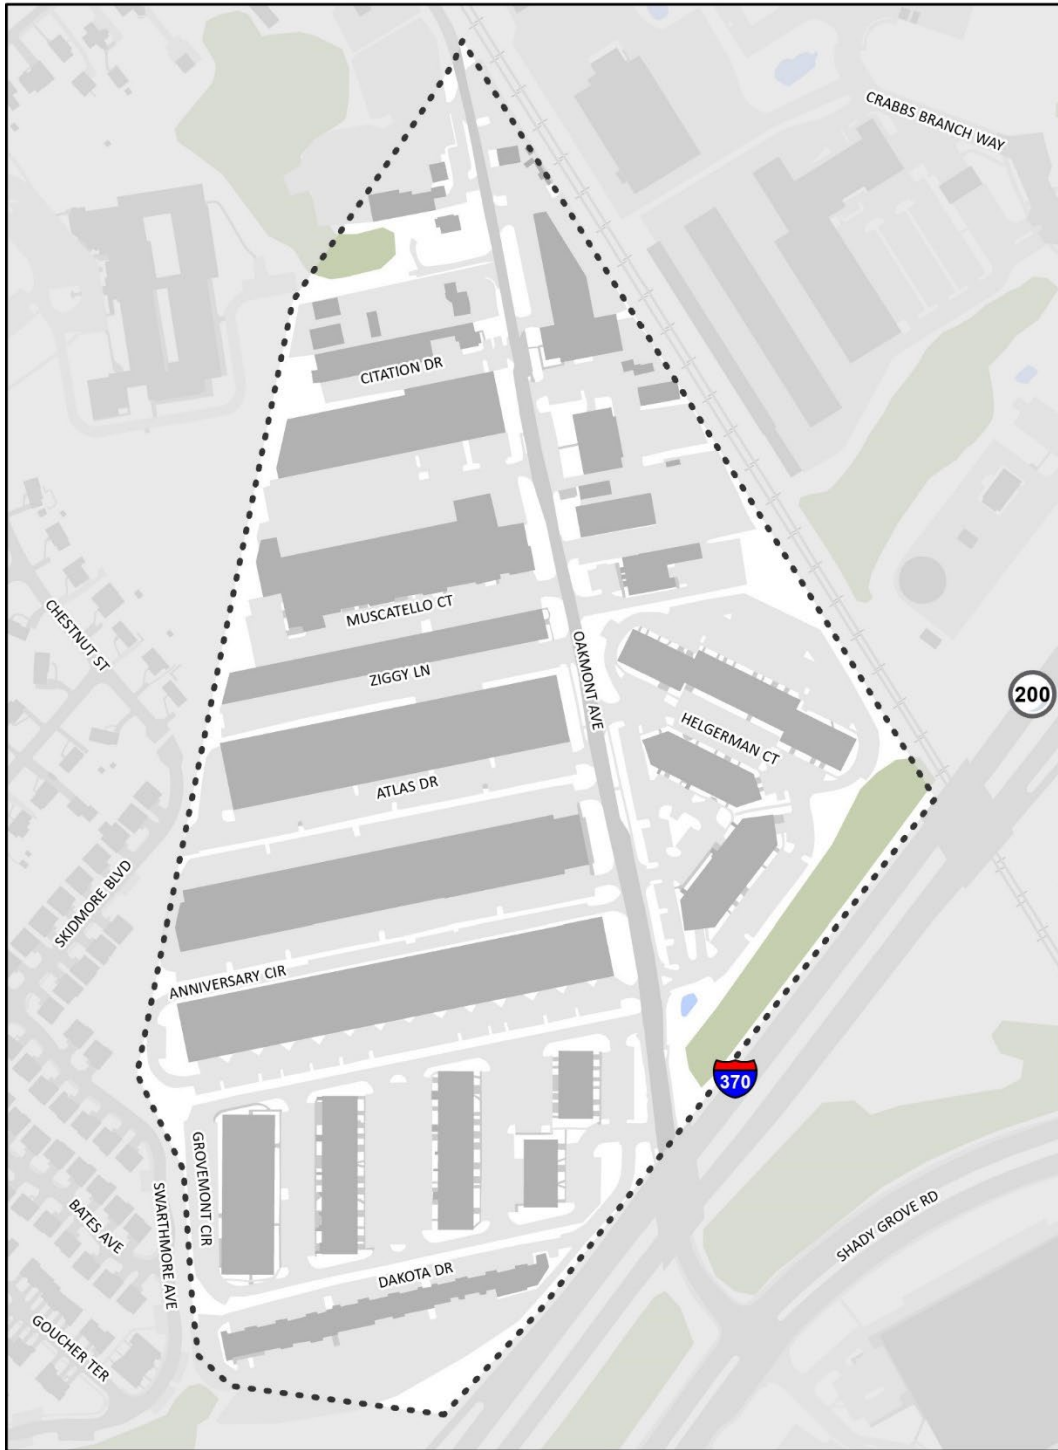 CRABBS BRANCH WAY
CITATION DR
MUSCATELLO CT
CHESTNUT ST
OAKMONT AVE
ZIGGY LN
200
HELGERMAN CT
ATLAS DR
SKIDMORE BLVD
ANNIVERSARY CIR
370
GROVEMONT CIR
SHADY GROVE RD
BATES AVE
SWARTHMORE AVE
DAKOTA DR
GOUCHER TER